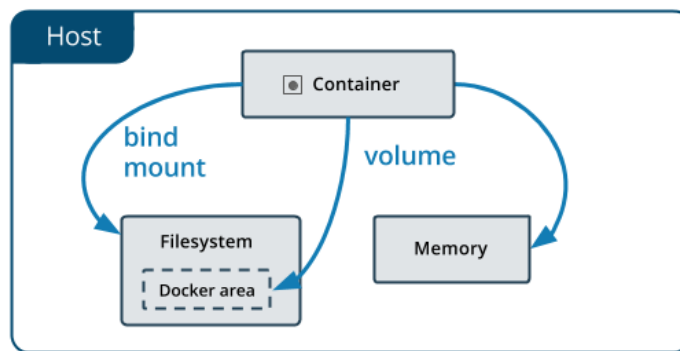 Host
Container
bind
mount
volume
Filesystem
Memory
Docker area